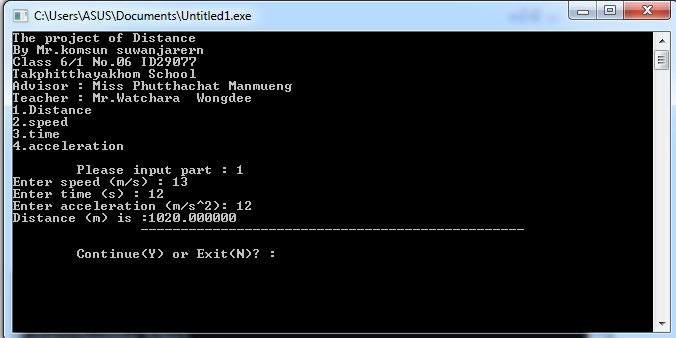 C:\Users\ASUS\Documents\Untitled1.exe
The project of Distance
By Mr.komsun suwanjarern
Class 6/1 No.06 ID29077
Takphitthayakhom School
Advisor : Miss Phutthachat Manmueng
Teacher : Mr.Watchara  Wongdee
1.Distance
2.speed
3.time
4.acceleration
Please input part : 1
Enter speed (m/s) : 13
Enter time (s) : 12
Enter acceleration (m/s^2): 12
Distance (m) is :1020.000000
------------------------------------------------
Continue(Y) or Exit(N)? :